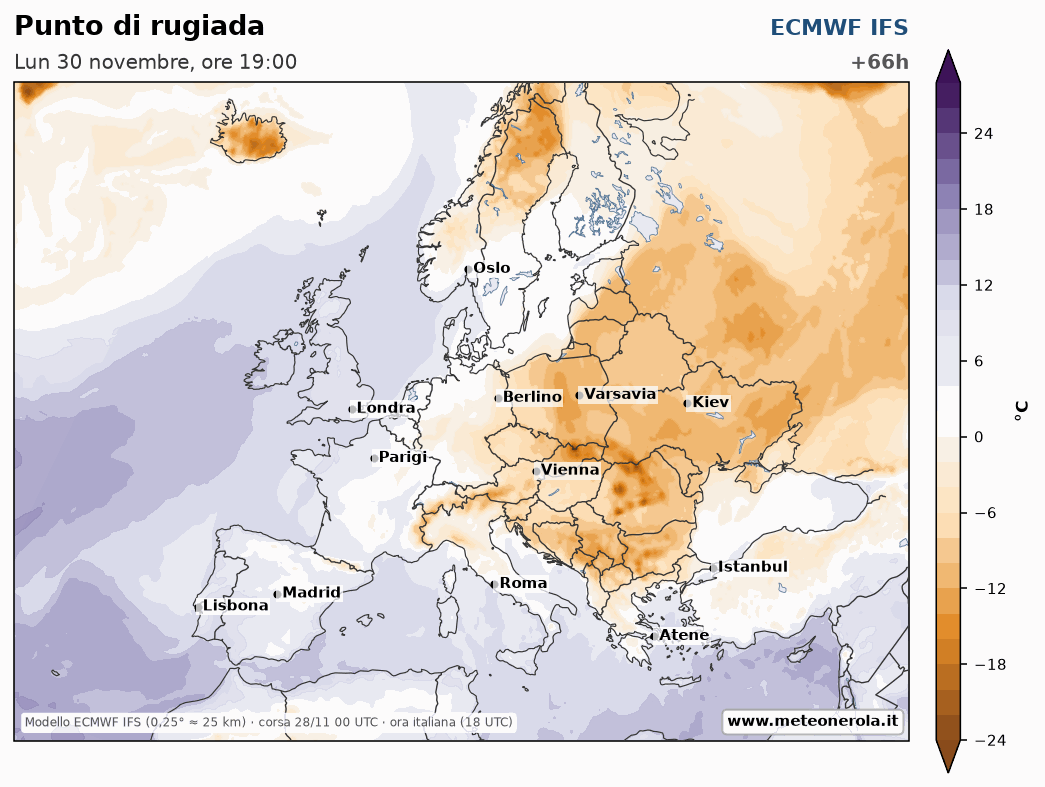 Punto di rugiada
ECMWF IFS
Lun 30 novembre, ore 19:00
+66h
Oslo
Londra
Berlino
Varsavia
Kiev
Parigi
Vienna
Istanbul
Roma
Madrid
Lisbona
Atene
24
18
12
6
0
−6
−12
−18
−24
°C
Modello ECMWF IFS (0,25° ≈ 25 km) · corsa 28/11 00 UTC · ora italiana (18 UTC)
www.meteonerola.it